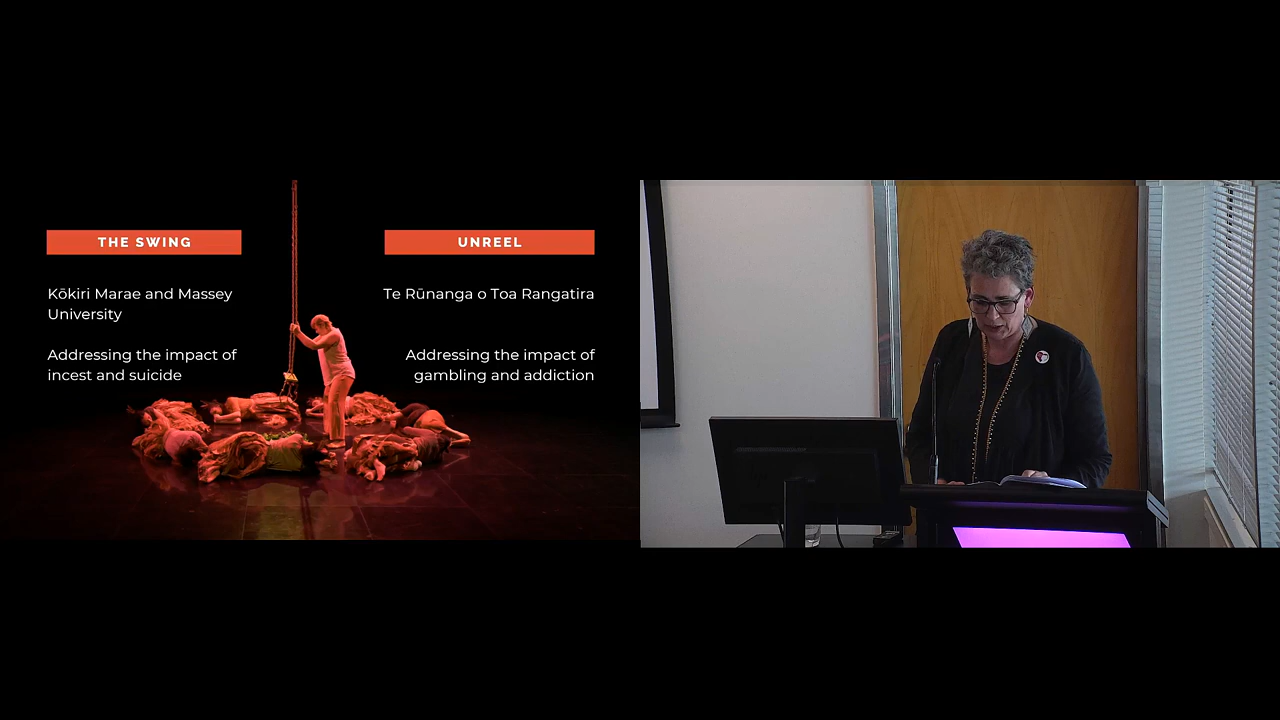 THE SWING
Kōkiri Marae and Massey
University
Addressing the impact of
incest and suicide
UNREEL
Te Rūnanga o Toa Rangatira
Addressing the impact of
gambling and addiction